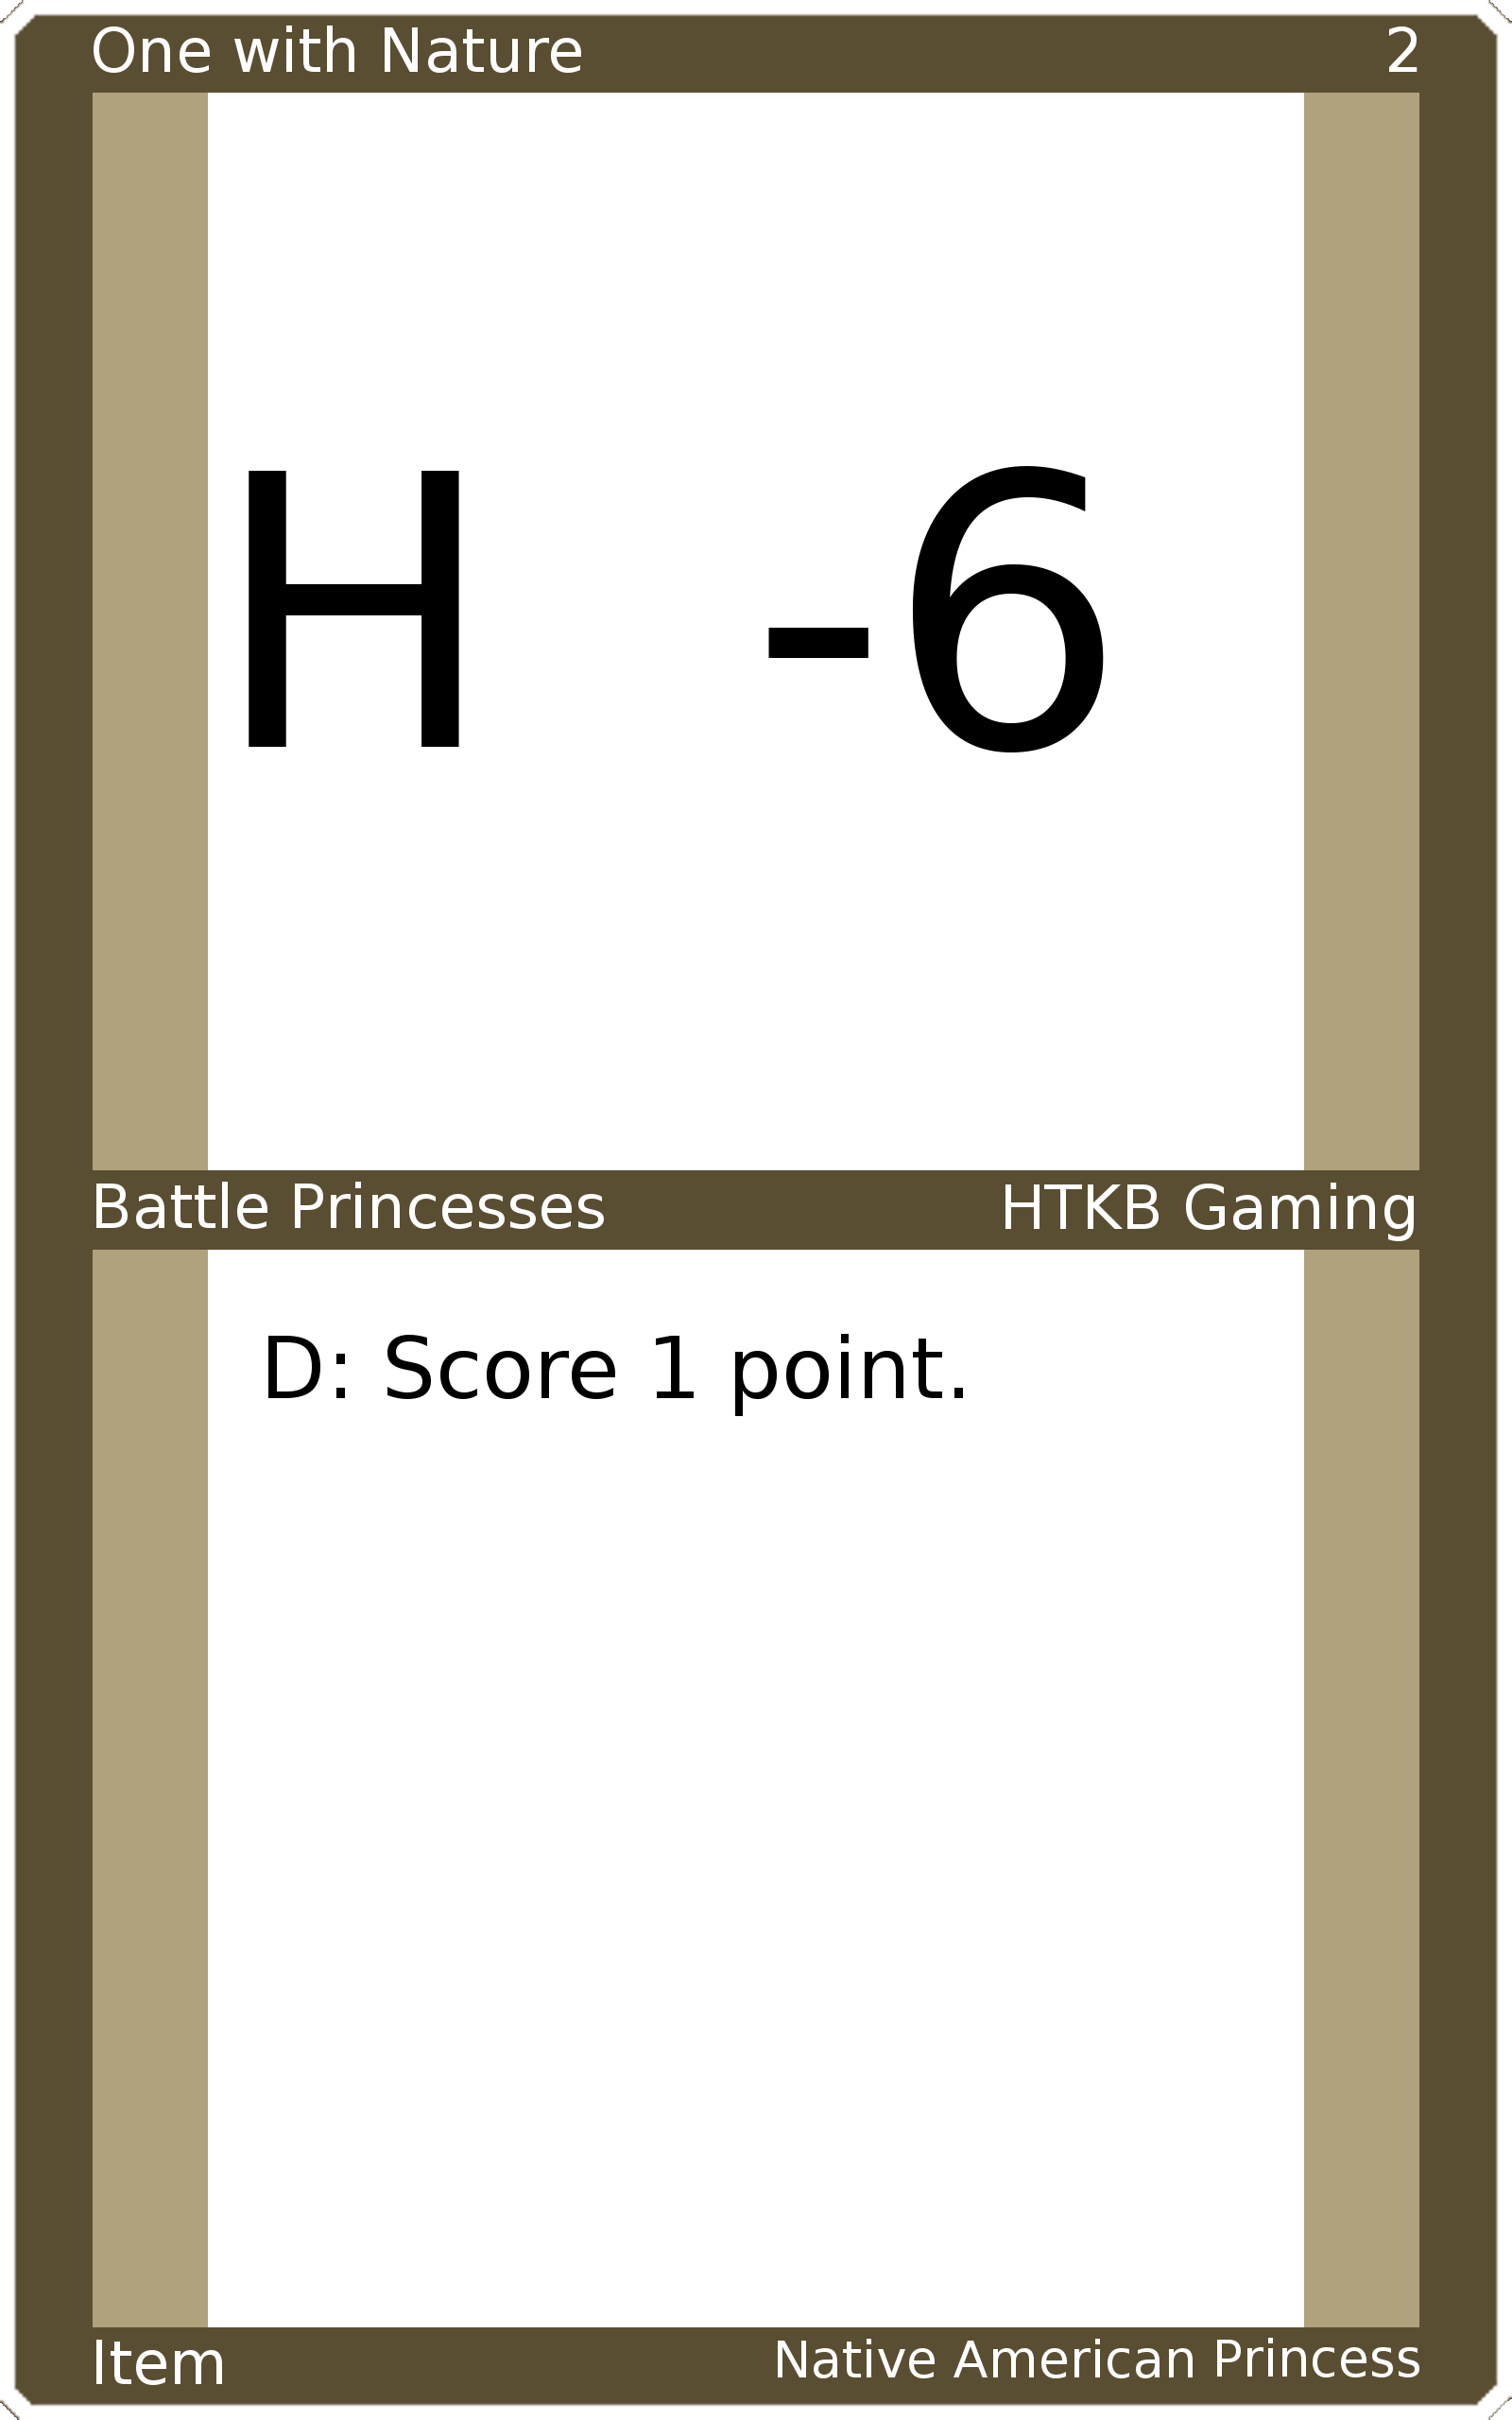 One with Nature 2
H -6
Battle Princesses HTKB Gaming
D: Score 1 point.
Item Native American Princess